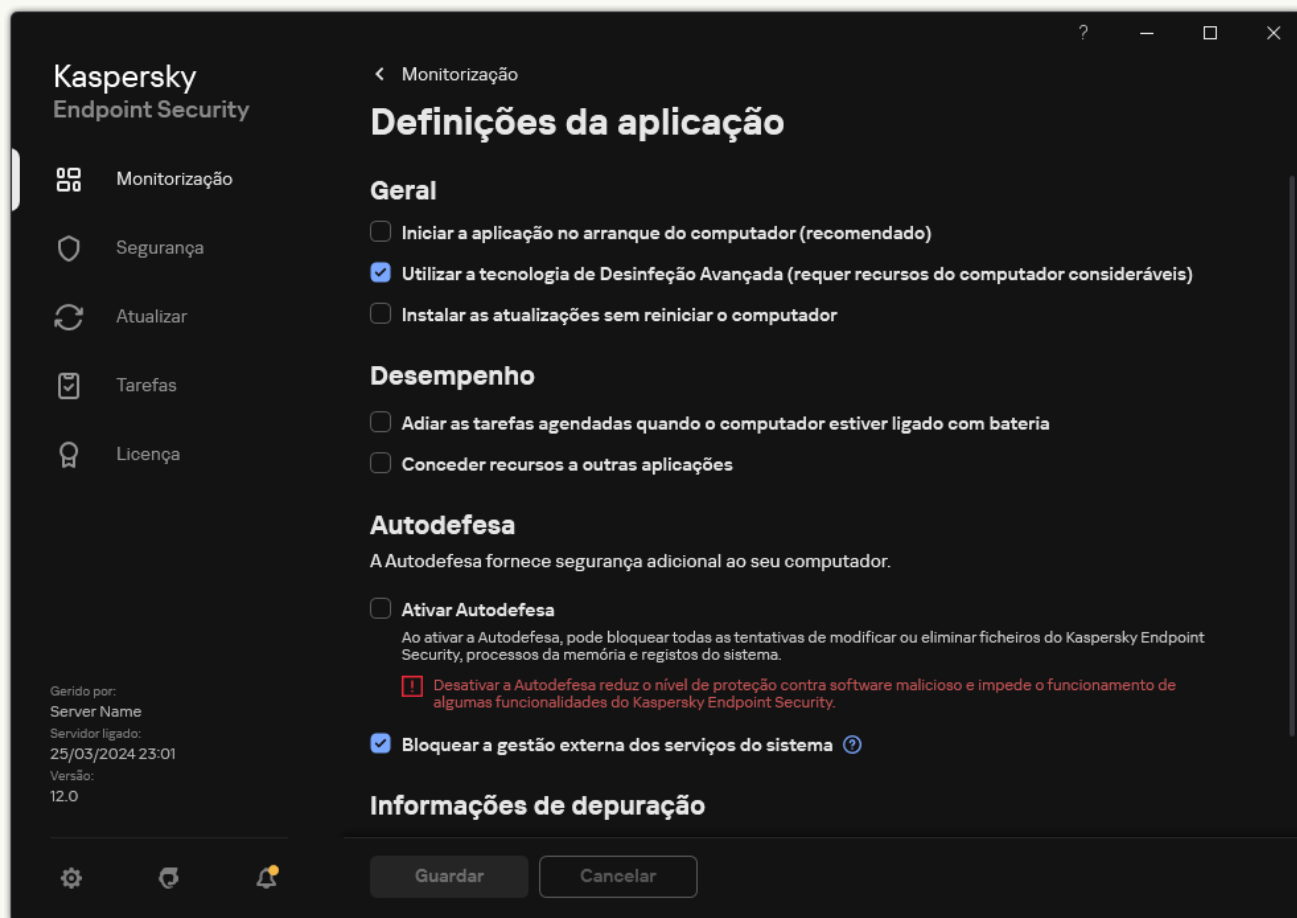 ?
Kaspersky
Endpoint Security
Monitorização
Segurança
Atualizar
Tarefas
Licença
Gerido por:
Server Name
Servidor ligado:
25/03/2024 23:01
Versão:
12.0
Monitorização
Definições da aplicação
Geral
Iniciar a aplicação no arranque do computador (recomendado)
Utilizar a tecnologia de Desinfeção Avançada (requer recursos do computador consideráveis)
Instalar as atualizações sem reiniciar o computador
Desempenho
Adiar as tarefas agendadas quando o computador estiver ligado com bateria
Conceder recursos a outras aplicações
Autodefesa
A Autodefesa fornece segurança adicional ao seu computador.
Ativar Autodefesa
Ao ativar a Autodefesa, pode bloquear todas as tentativas de modificar ou eliminar ficheiros do Kaspersky Endpoint
Security, processos da memória e registos do sistema.
! Desativar a Autodefesa reduz o nível de proteção contra software malicioso e impede o funcionamento de
algumas funcionalidades do Kaspersky Endpoint Security.
Bloquear a gestão externa dos serviços do sistema ?
Informações de depuração
Guardar
Cancelar